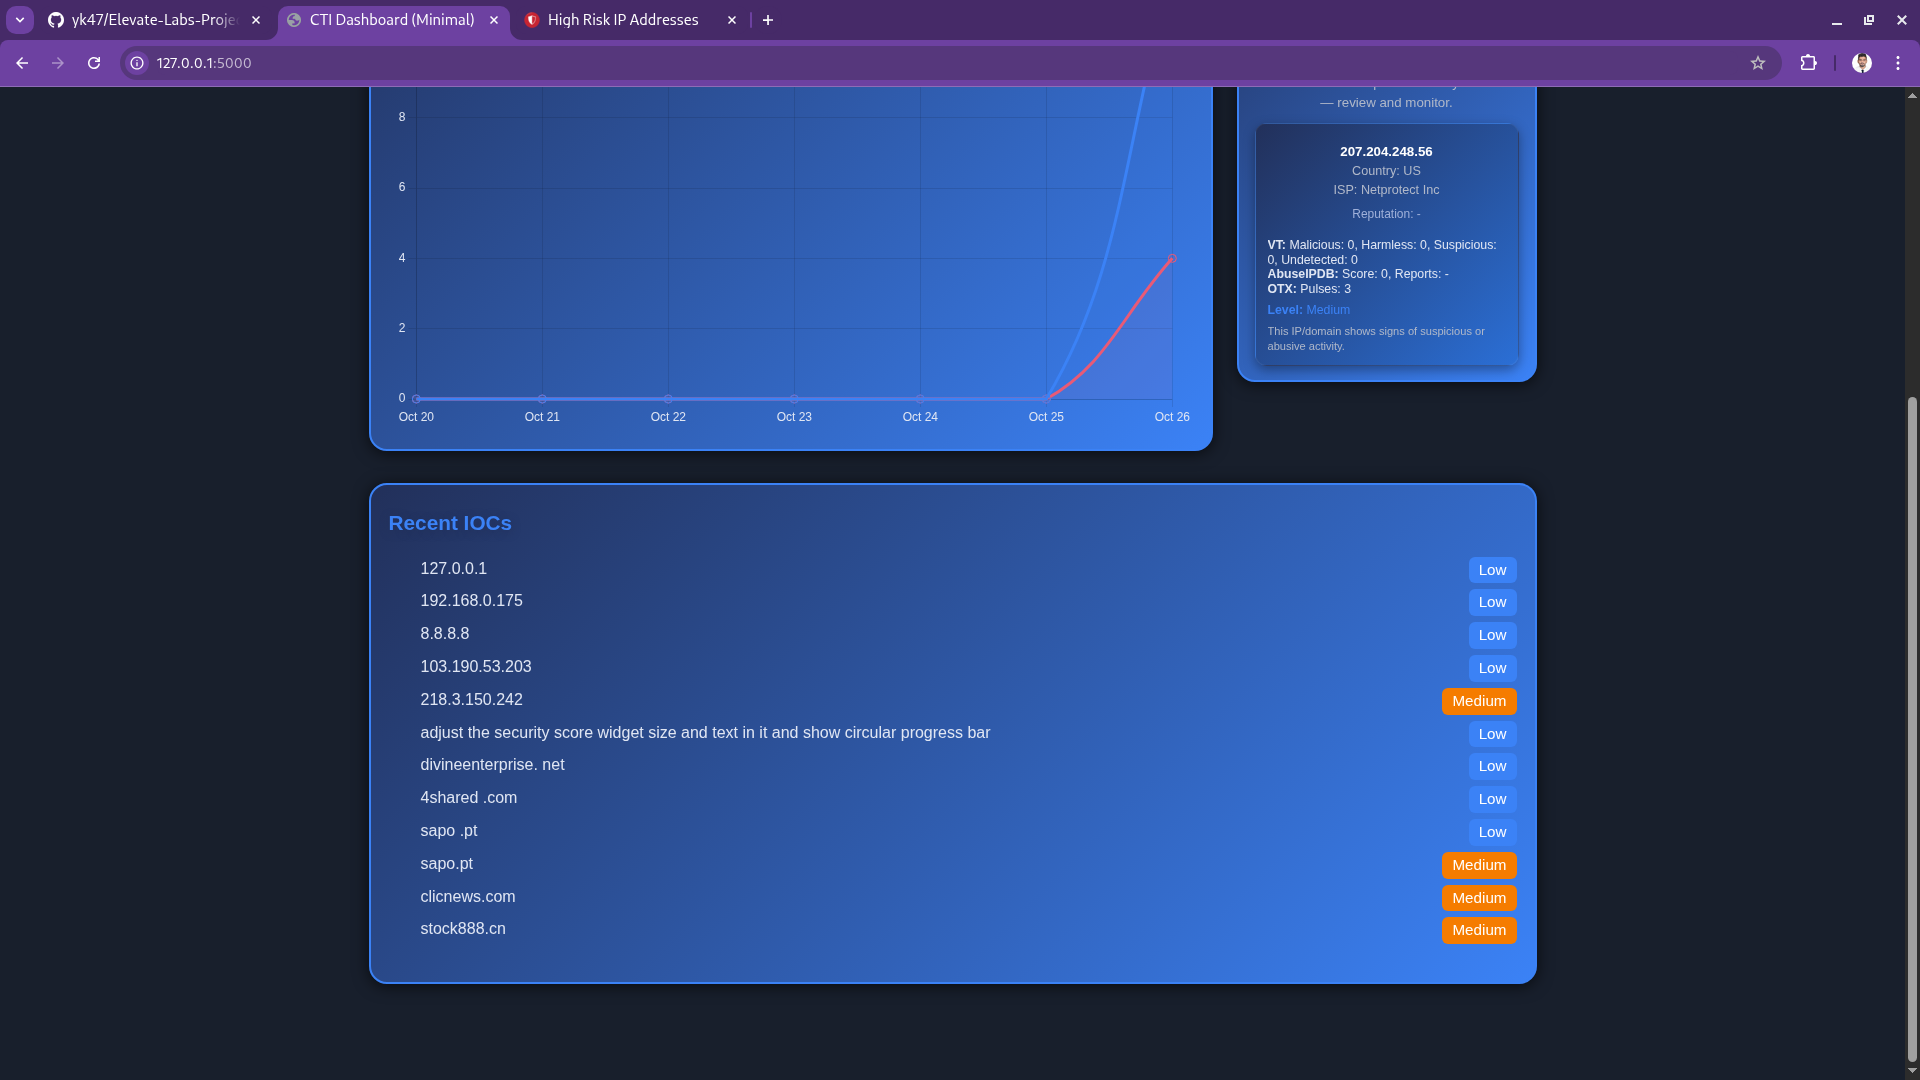 yk47/Elevate-Labs-Proje
CTI Dashboard (Minimal)
High Risk IP Addresses
127.0.0.1:5000
8
6
4
2
0
Oct 20
Oct 21
Oct 22
Oct 23
Oct 24
Oct 25
Oct 26
— review and monitor.
207.204.248.56
Country: US
ISP: Netprotect Inc
Reputation: -
VT: Malicious: 0, Harmless: 0, Suspicious:
0, Undetected: 0
AbuseIPDB: Score: 0, Reports: -
OTX: Pulses: 3
Level: Medium
This IP/domain shows signs of suspicious or
abusive activity.
Recent IOCs
127.0.0.1 Low
192.168.0.175 Low
8.8.8.8 Low
103.190.53.203 Low
218.3.150.242 Medium
adjust the security score widget size and text in it and show circular progress bar Low
divineenterprise. net Low
4shared .com Low
sapo .pt Low
sapo.pt Medium
clicnews.com Medium
stock888.cn Medium